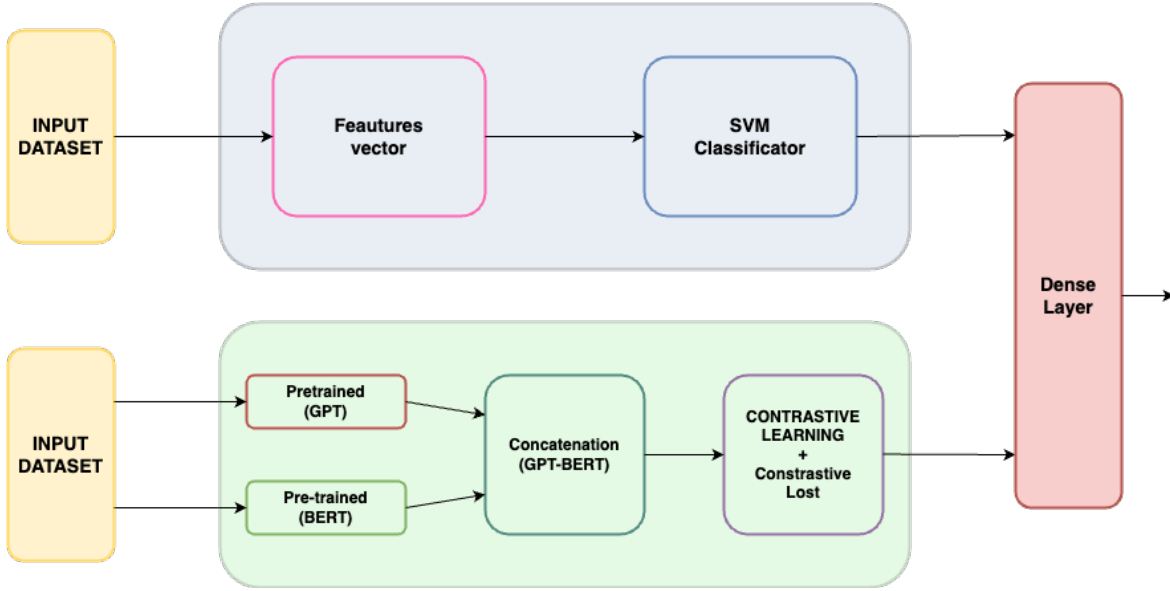 INPUT
DATASET
Feautures
vector
SVM
Classificator
Dense
Layer
INPUT
DATASET
Pretrained
(GPT)
Pre-trained
(BERT)
Concatenation
(GPT-BERT)
CONTRASTIVE
LEARNING
+
Constrastive
Lost